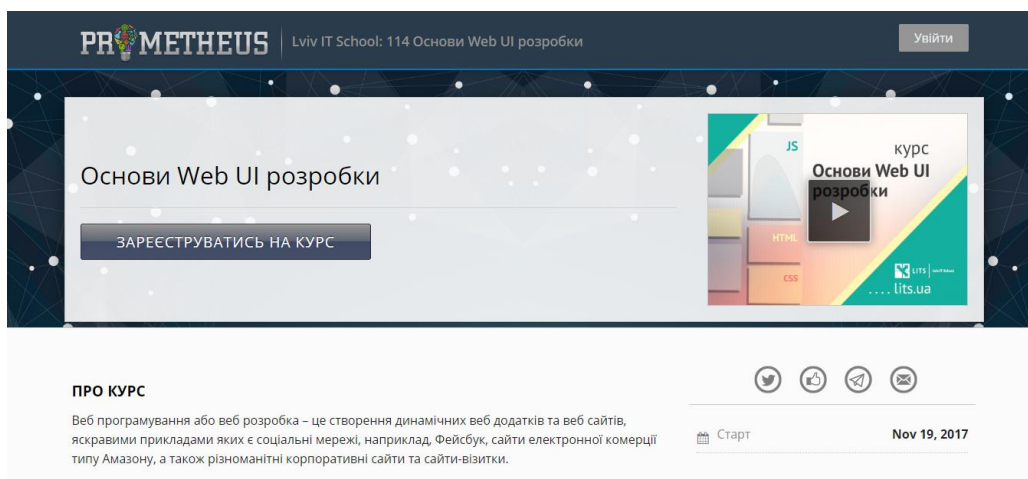 PROMETHEUS
Lviv IT School: 114 Основи Web UI розробки
Увійти
Основи Web UI розробки
ЗАРЕЄСТРУВАТИСЬ НА КУРС
JS
курс
Основи Web UI
розробки
HTML
CSS
LITS
.... lits.ua
ПРО КУРС
Веб програмування або веб розробка – це створення динамічних веб додатків та веб сайтів,
яскравими прикладами яких є соціальні мережі, наприклад, Фейсбук, сайти електронної комерції
типу Амазону, а також різноманітні корпоративні сайти та сайти-візитки.
Старт
Nov 19, 2017